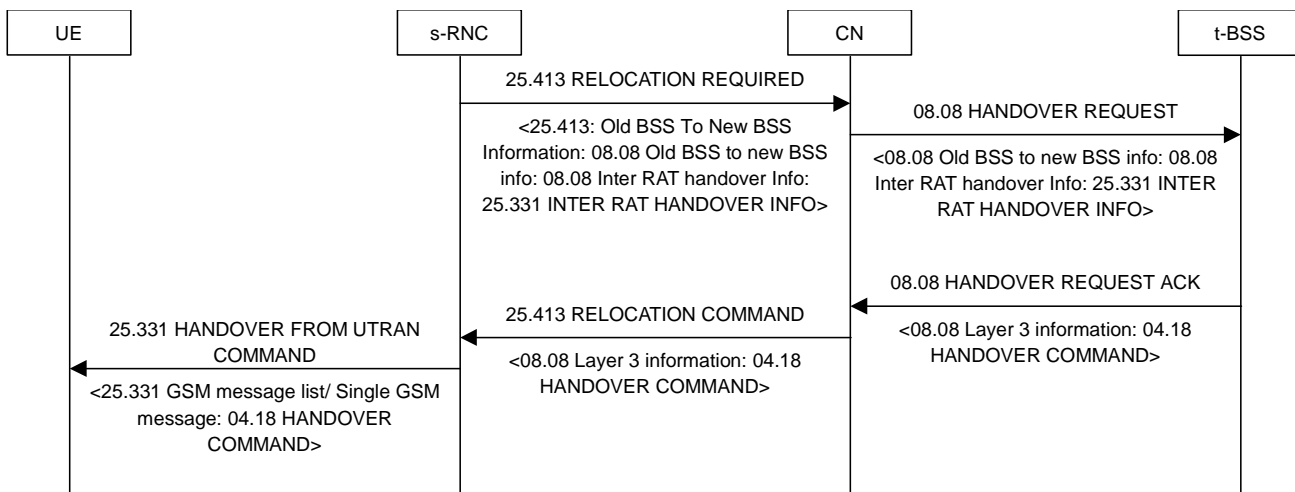 UE
s-RNC
CN
t-BSS
25.413 RELOCATION REQUIRED
<25.413: Old BSS To New BSS
Information: 08.08 Old BSS to new BSS
info: 08.08 Inter RAT handover Info:
25.331 INTER RAT HANDOVER INFO>
08.08 HANDOVER REQUEST
<08.08 Old BSS to new BSS info: 08.08
Inter RAT handover Info: 25.331 INTER
RAT HANDOVER INFO>
08.08 HANDOVER REQUEST ACK
<08.08 Layer 3 information: 04.18
HANDOVER COMMAND>
25.413 RELOCATION COMMAND
<08.08 Layer 3 information: 04.18
HANDOVER COMMAND>
25.331 HANDOVER FROM UTRAN
COMMAND
<25.331 GSM message list/ Single GSM
message: 04.18 HANDOVER
COMMAND>